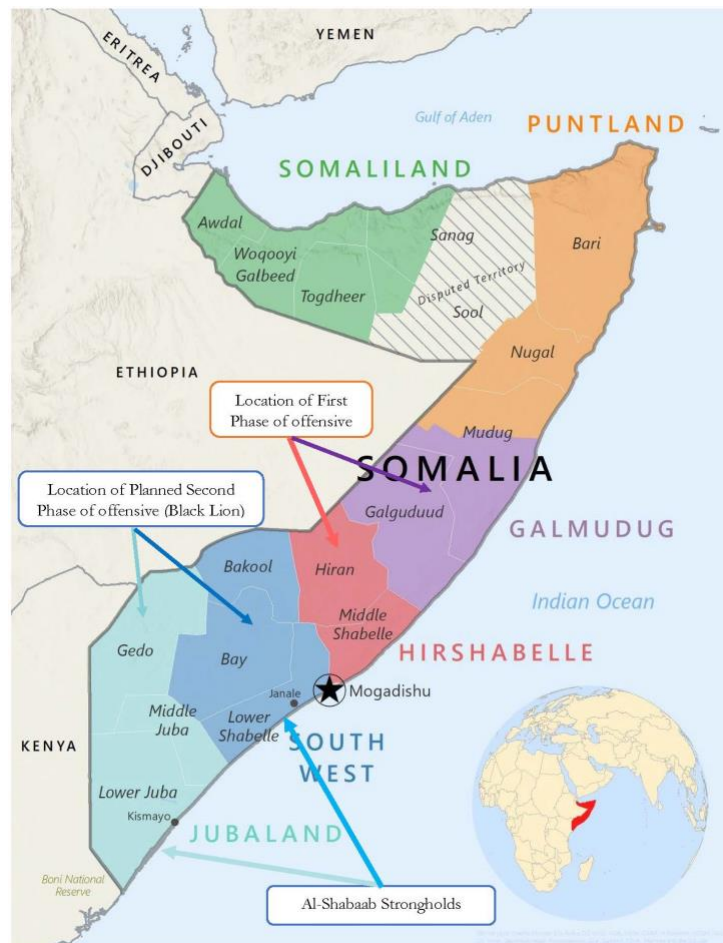 YEMEN
ERITREA
DJIBOUTI
Gulf of Aden
PUNTLAND
SOMALILAND
Awdal
Woqooyi
Galbeed
Togdheer
Sanag
Disputed Territory
Sool
Bari
Nugal
ETHIOPIA
Location of First
Phase of offensive
Mudug
SOMALIA
Location of Planned Second
Phase of offensive (Black Lion)
Galguduud
GALMUDUG
Bakool
Hiran
Indian Ocean
Middle
Shabelle
HIRSHABELLE
Gedo
Bay
Janale
Mogadishu
Middle
Juba
Lower
Shabelle
SOUTH
WEST
KENYA
Lower Juba
Kismayo
JUBALAND
Boni National
Reserve
Al-Shabaab Strongholds